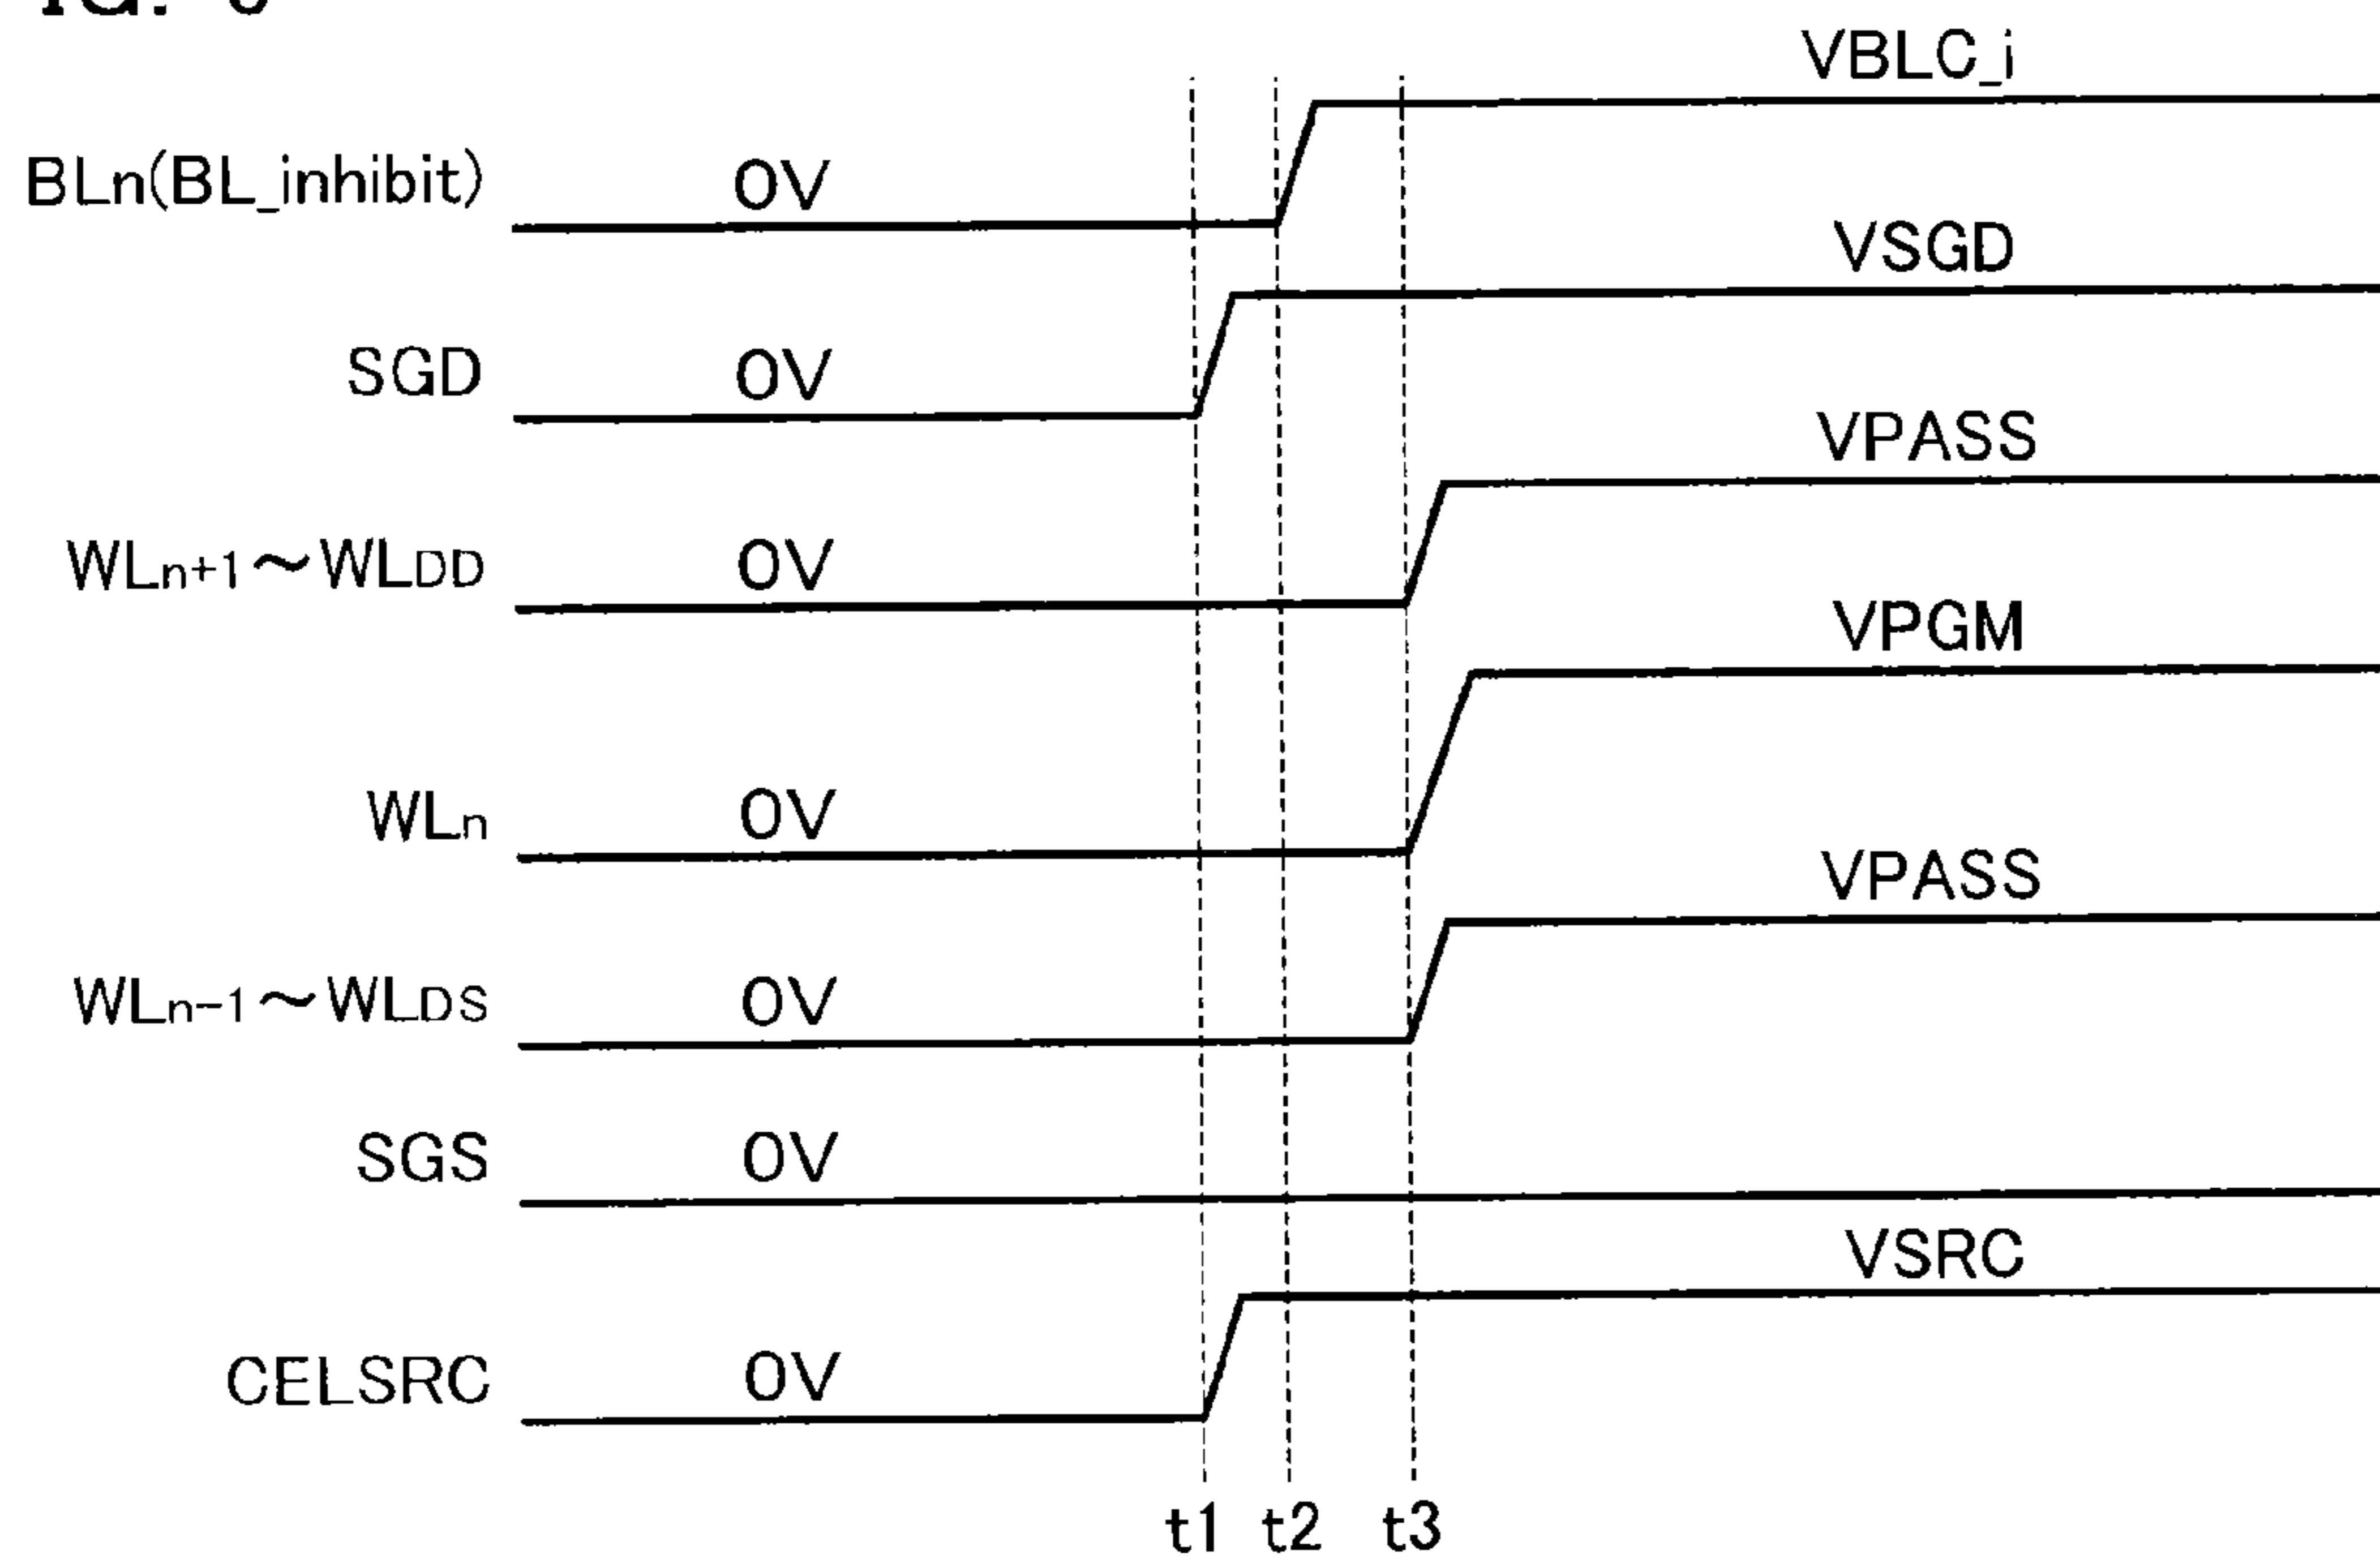 VBLC_i
BLn(BL_inhibit) 0V
VSGD
SGD 0V
VPASS
WLn+1～WLDD 0V
VPGM
WLn 0V
VPASS
WLn-1～WLDS 0V
SGS 0V
VSRC
CELSRC 0V
t1 t2 t3